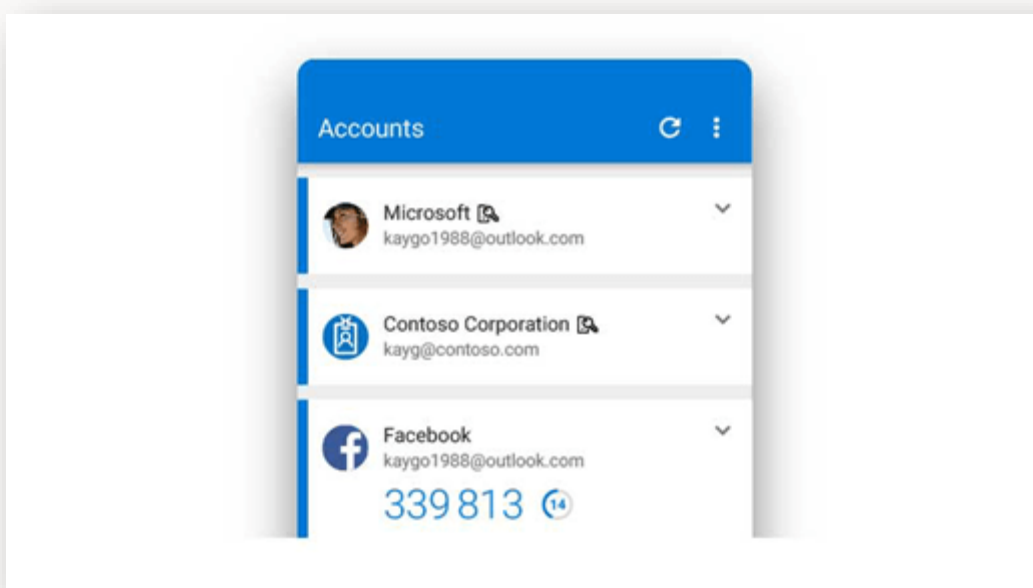 Accounts
Microsoft
kaygo1988@outlook.com
Contoso Corporation
kayg@contoso.com
Facebook
kaygo1988@outlook.com
339 813 14